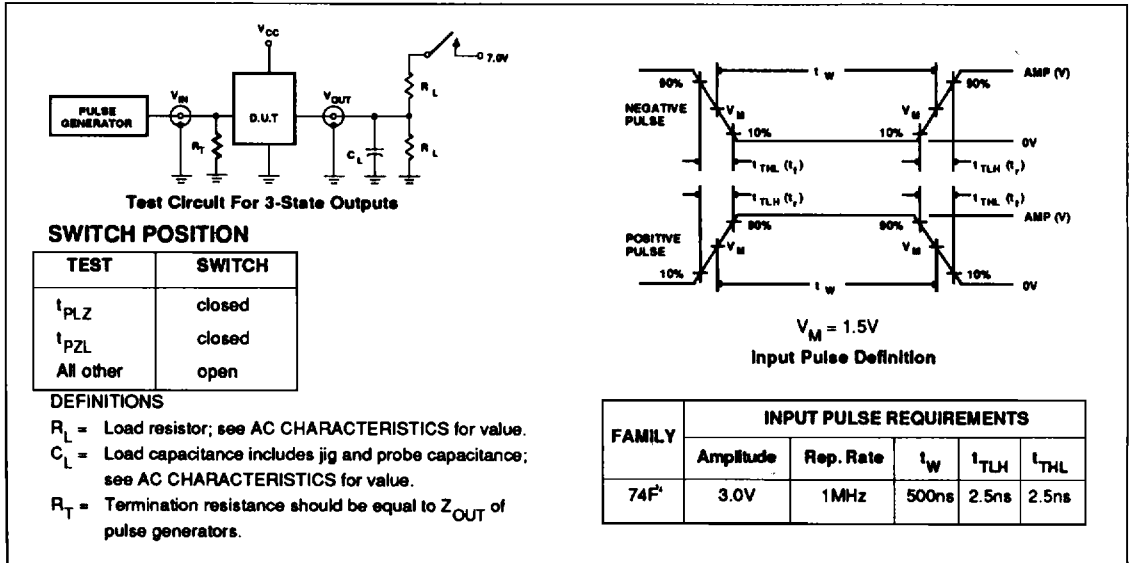 VCC
7.0V
RL
PULSE GENERATOR
VIN
D.U.T
VOUT
RT
CL
RL
Test Circuit For 3-State Outputs
SWITCH POSITION
TEST SWITCH
tPLZ closed
tPZL closed
All other open
DEFINITIONS
RL = Load resistor; see AC CHARACTERISTICS for value.
CL = Load capacitance includes jig and probe capacitance;
see AC CHARACTERISTICS for value.
RT = Termination resistance should be equal to ZOUT of
pulse generators.
90% tW 90% AMP (V)
NEGATIVE
PULSE
VM VM
10% 10% 0V
tTHL (tf) tTLH (tr)
tTLH (tr) tTHL (tf)
AMP (V)
90% 90%
POSITIVE
PULSE
VM VM
10% tW 10% 0V
VM = 1.5V
Input Pulse Definition
FAMILY INPUT PULSE REQUIREMENTS
Amplitude Rep. Rate tW tTLH tTHL
74F 3.0V 1MHz 500ns 2.5ns 2.5ns